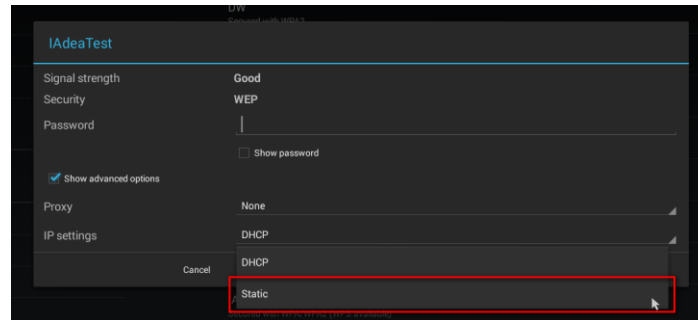 DW
Secured with WPA2
IAdeaTest
Signal strength Good
Security WEP
Password
Show password
Show advanced options
Proxy None
IP settings DHCP
DHCP
Cancel
Static